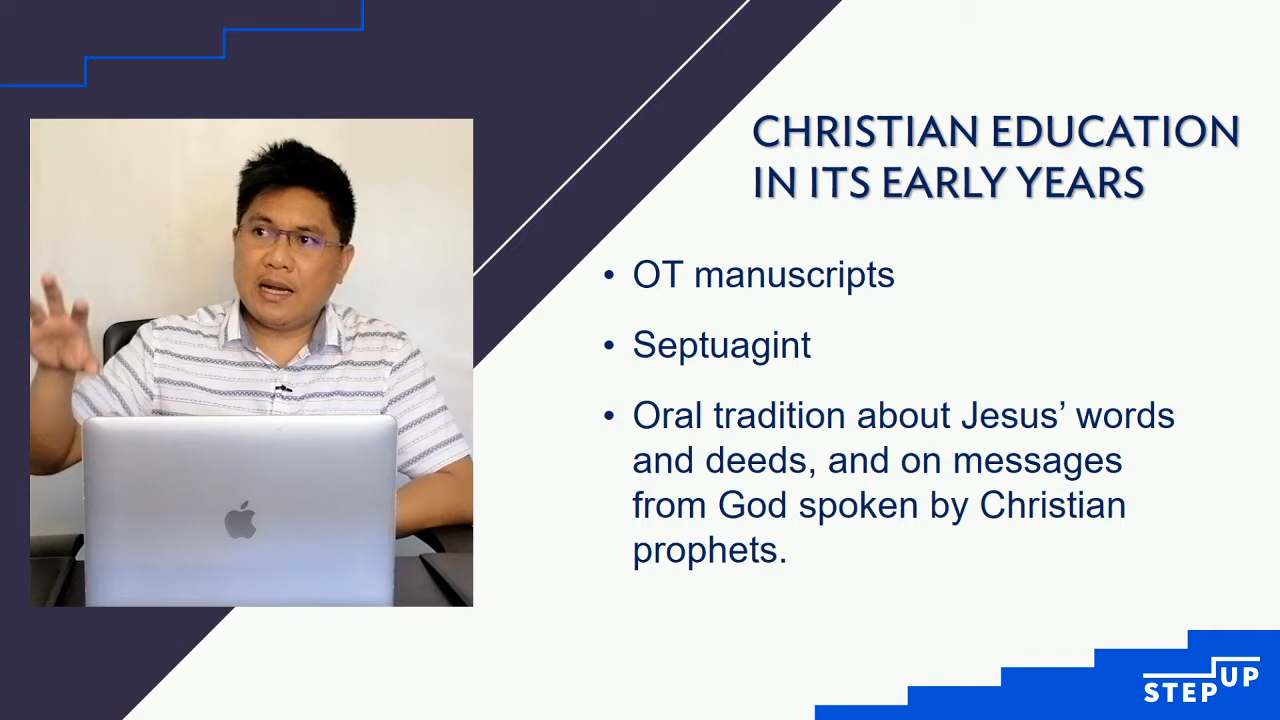 CHRISTIAN EDUCATION
IN ITS EARLY YEARS
• OT manuscripts
• Septuagint
• Oral tradition about Jesus’ words
and deeds, and on messages
from God spoken by Christian
prophets.
STEP UP